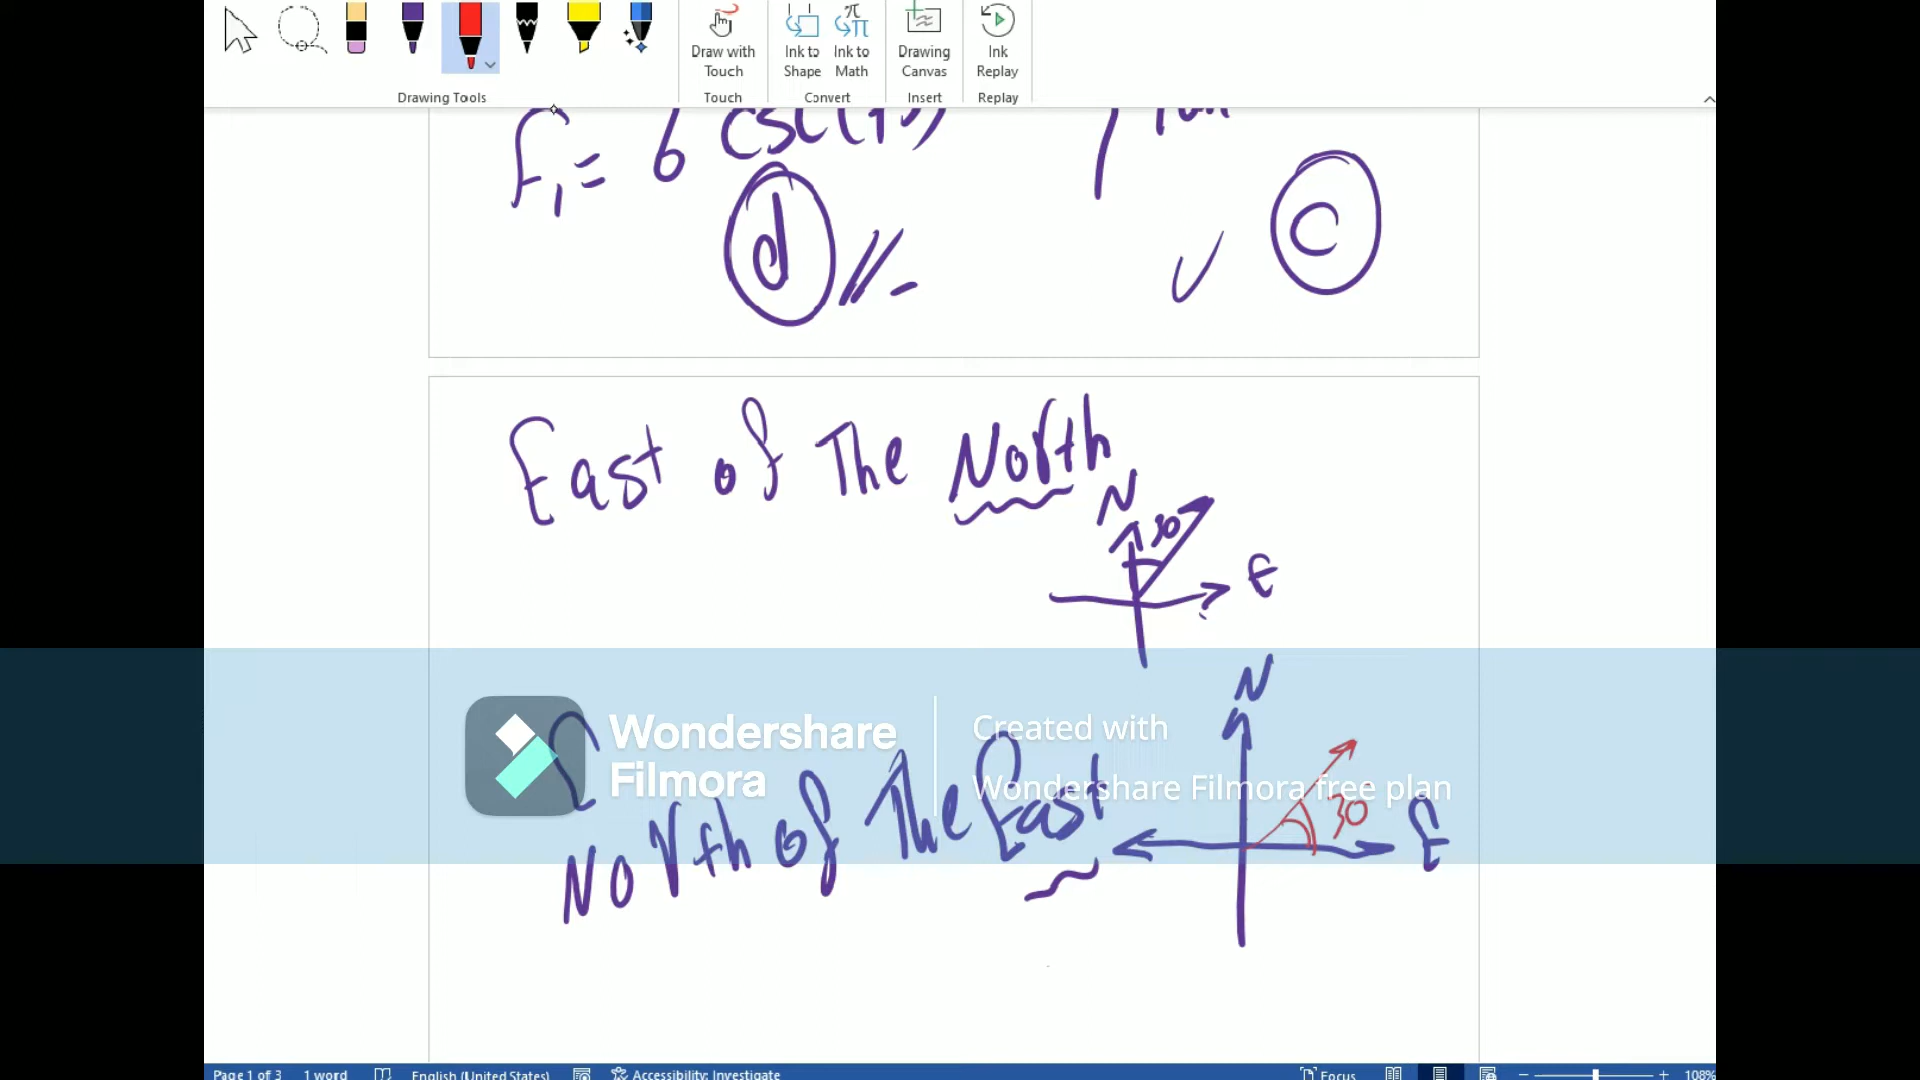 Draw with Touch
Ink to Shape
Ink to Math
Drawing Canvas
Ink Replay
Drawing Tools
Touch
Convert
Insert
Replay
F₁ = 6 csc(
d
c
East of The North
N
30
E
N
Wondershare Filmora
Created with
Wondershare Filmora free plan
North of The East
30
E
Page 1 of 3 1 word English (United States) Accessibility: Investigate Focus 108%